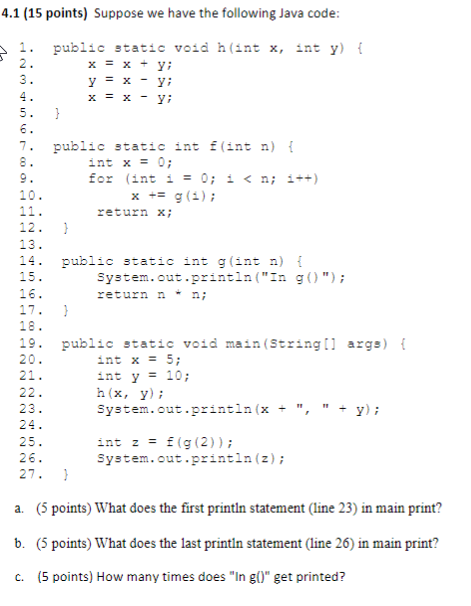 4.1 (15 points) Suppose we have the following Java code:
1. public static void h(int x, int y) {
2. x = x + y;
3. y = x - y;
4. x = x - y;
5. }
6.
7. public static int f(int n) {
8. int x = 0;
9. for (int i = 0; i < n; i++)
10. x += g(i);
11. return x;
12. }
13.
14. public static int g(int n) {
15. System.out.println("In g()");
16. return n * n;
17. }
18.
19. public static void main(String[] args) {
20. int x = 5;
21. int y = 10;
22. h(x, y);
23. System.out.println(x + ", " + y);
24.
25. int z = f(g(2));
26. System.out.println(z);
27. }
a. (5 points) What does the first println statement (line 23) in main print?
b. (5 points) What does the last println statement (line 26) in main print?
c. (5 points) How many times does "In g()" get printed?